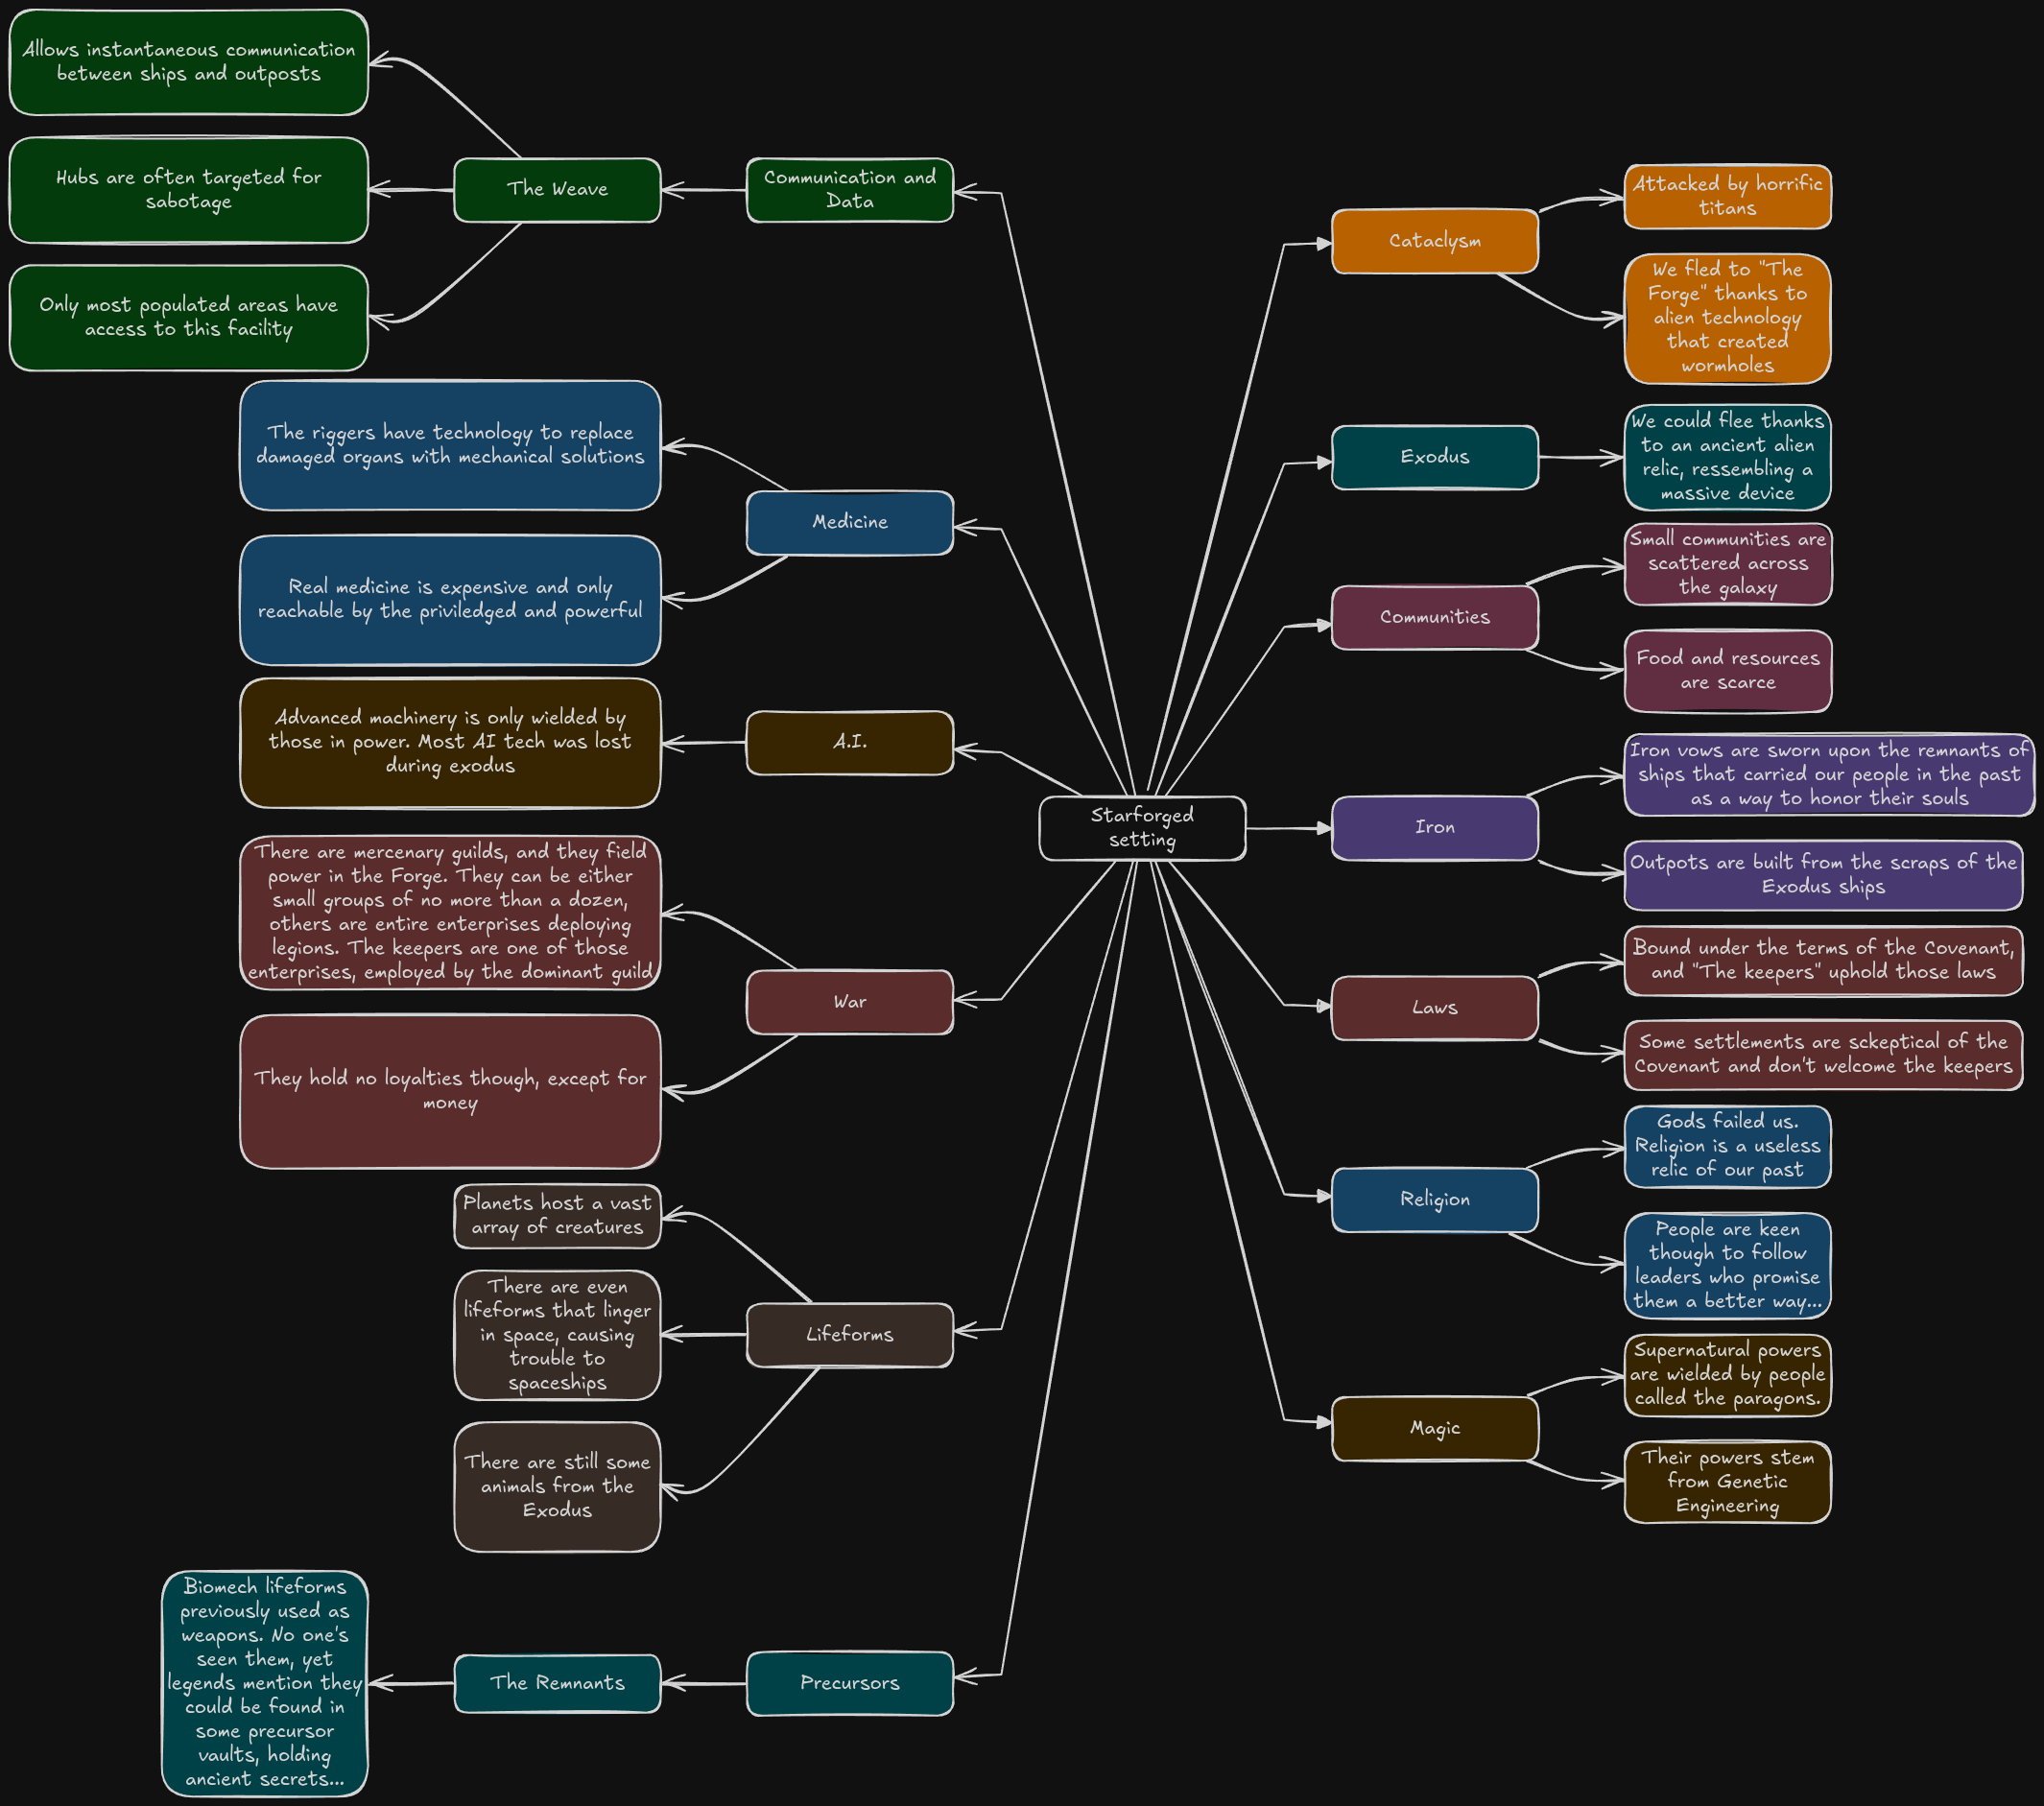 Allows instantaneous communication
between ships and outposts
Hubs are often targeted for
sabotage
Only most populated areas have
access to this facility
The Weave
Communication and
Data
The riggers have technology to replace
damaged organs with mechanical solutions
Real medicine is expensive and only
reachable by the priviledged and powerful
Medicine
Advanced machinery is only wielded by
those in power. Most AI tech was lost
during exodus
A.I.
There are mercenary guilds, and they field
power in the Forge. They can be either
small groups of no more than a dozen,
others are entire enterprises deploying
legions. The keepers are one of those
enterprises, employed by the dominant guild
They hold no loyalties though, except for
money
War
Planets host a vast
array of creatures
There are even
lifeforms that linger
in space, causing
trouble to
spaceships
There are still some
animals from the
Exodus
Lifeforms
Biomech lifeforms
previously used as
weapons. No one's
seen them, yet
legends mention they
could be found in
some precursor
vaults, holding
ancient secrets...
The Remnants
Precursors
Starforged
setting
Cataclysm
Attacked by horrific
titans
We fled to "The
Forge" thanks to
alien technology
that created
wormholes
Exodus
We could flee thanks
to an ancient alien
relic, ressembling a
massive device
Communities
Small communities are
scattered across
the galaxy
Food and resources
are scarce
Iron
Iron vows are sworn upon the remnants of
ships that carried our people in the past
as a way to honor their souls
Outpots are built from the scraps of the
Exodus ships
Laws
Bound under the terms of the Covenant,
and "The keepers" uphold those laws
Some settlements are sckeptical of the
Covenant and don't welcome the keepers
Religion
Gods failed us.
Religion is a useless
relic of our past
People are keen
though to follow
leaders who promise
them a better way...
Magic
Supernatural powers
are wielded by people
called the paragons.
Their powers stem
from Genetic
Engineering